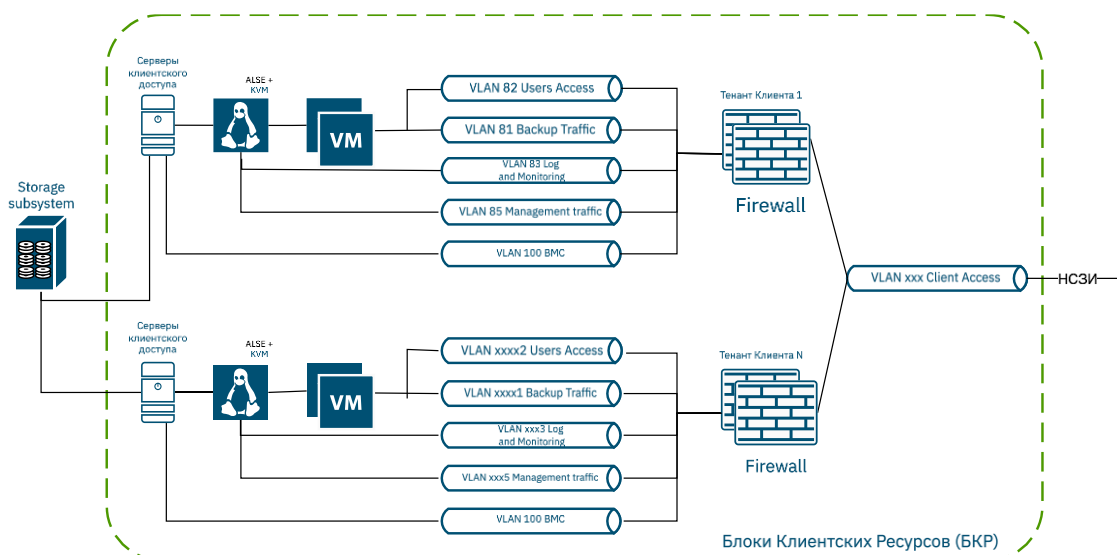 Серверы
клиентского
доступа
ALSE +
KVM
VM
VLAN 82 Users Access
VLAN 81 Backup Traffic
VLAN 83 Log
and Monitoring
VLAN 85 Management traffic
VLAN 100 BMC
Тенант Клиента 1
Firewall
Storage
subsystem
VLAN xxx Client Access
НСЗИ
Серверы
клиентского
доступа
ALSE +
KVM
VM
VLAN xxxx2 Users Access
VLAN xxxx1 Backup Traffic
VLAN xxx3 Log
and Monitoring
VLAN xxx5 Management traffic
VLAN 100 BMC
Тенант Клиента N
Firewall
Блоки Клиентских Ресурсов (БКР)